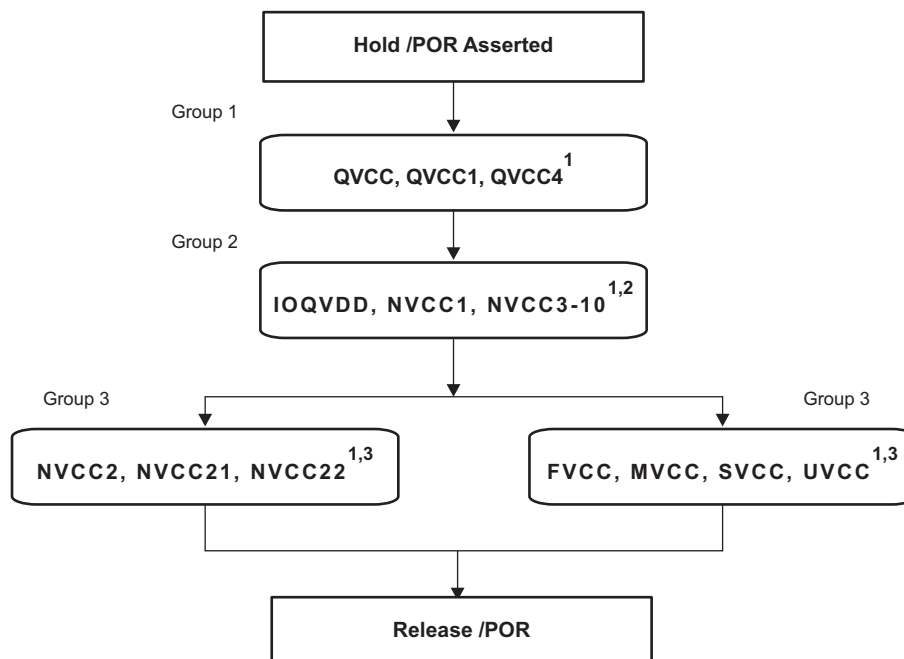 Hold /POR Asserted
Group 1
QVCC, QVCC1, QVCC4¹
Group 2
IOQVDD, NVCC1, NVCC3-10¹,²
Group 3
Group 3
NVCC2, NVCC21, NVCC22¹,³
FVCC, MVCC, SVCC, UVCC¹,³
Release /POR